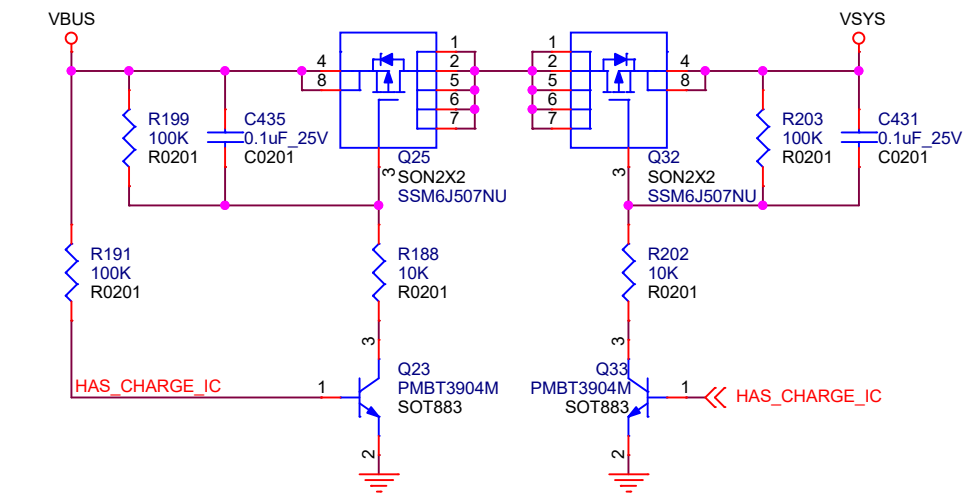 VBUS
VSYS
4
8
1
2
5
6
7
1
2
5
6
7
4
8
R199
100K
R0201
C435
0.1uF_25V
C0201
3
Q25
SON2X2
SSM6J507NU
3
Q32
SON2X2
SSM6J507NU
R203
100K
R0201
C431
0.1uF_25V
C0201
R191
100K
R0201
R188
10K
R0201
R202
10K
R0201
HAS_CHARGE_IC
1
3
Q23
PMBT3904M
SOT883
2
3
Q33
PMBT3904M
SOT883
2
1
HAS_CHARGE_IC